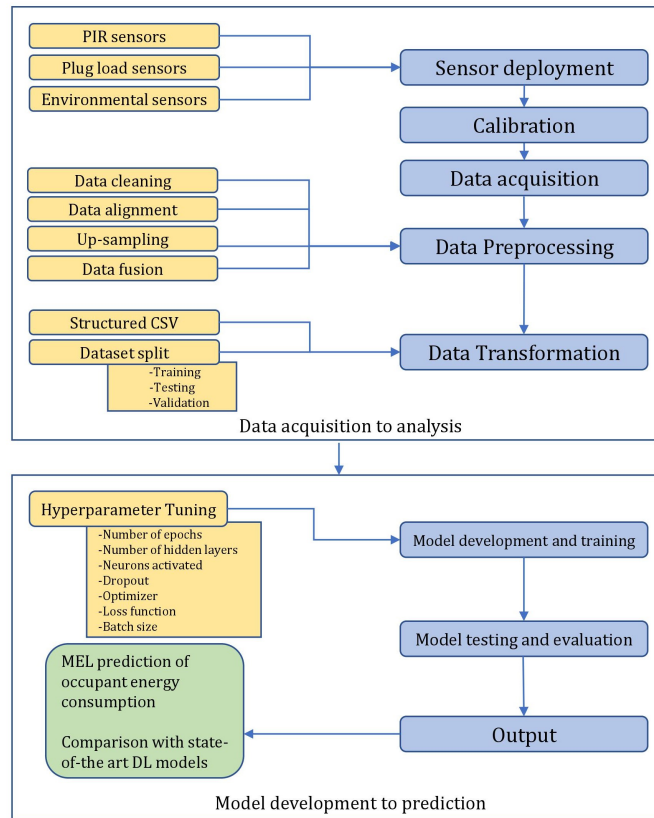 PIR sensors
Plug load sensors
Environmental sensors
Sensor deployment
Calibration
Data acquisition
Data cleaning
Data alignment
Up-sampling
Data fusion
Data Preprocessing
Structured CSV
Dataset split
-Training
-Testing
-Validation
Data Transformation
Data acquisition to analysis
Hyperparameter Tuning
-Number of epochs
-Number of hidden layers
-Neurons activated
-Dropout
-Optimizer
-Loss function
-Batch size
Model development and training
Model testing and evaluation
Output
MEL prediction of
occupant energy
consumption
Comparison with state-
of-the art DL models
Model development to prediction